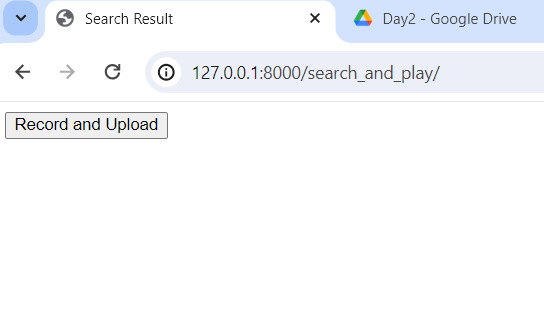 Search Result
Day2 - Google Drive
127.0.0.1:8000/search_and_play/
Record and Upload